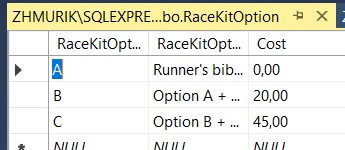 ZHMURIK\SQLEXPRE...bo.RaceKitOption
RaceKitOpt... RaceKitOpt... Cost
A Runner's bib... 0,00
B Option A + ... 20,00
C Option B + ... 45,00
NULL NULL NULL